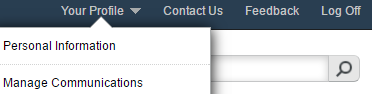 Your Profile Contact Us Feedback Log Off
Personal Information
Manage Communications